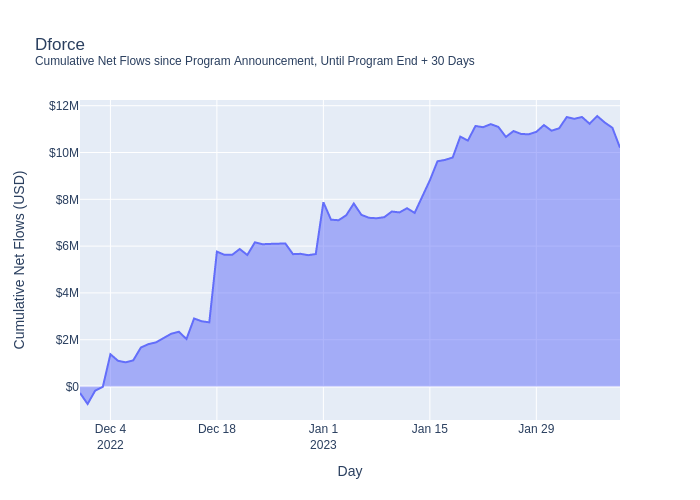 Dforce
Cumulative Net Flows since Program Announcement, Until Program End + 30 Days
$12M
$10M
$8M
$6M
$4M
$2M
$0
Cumulative Net Flows (USD)
Dec 4
2022
Dec 18
Jan 1
2023
Jan 15
Jan 29
Day